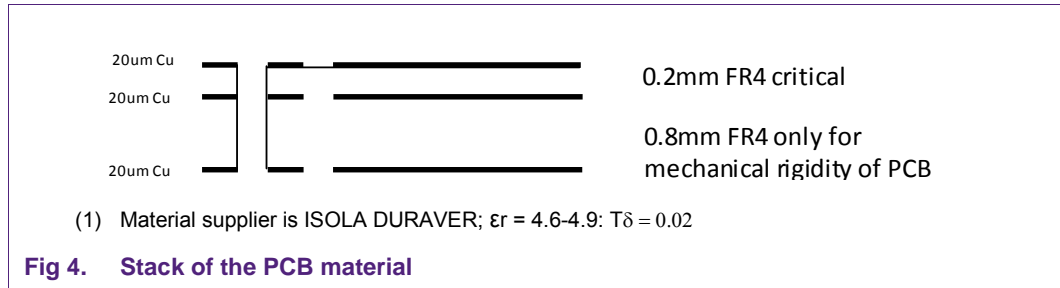 20um Cu
0.2mm FR4 critical
20um Cu
0.8mm FR4 only for
mechanical rigidity of PCB
20um Cu
(1) Material supplier is ISOLA DURAVER; εr = 4.6-4.9: Tδ = 0.02
Fig 4. Stack of the PCB material